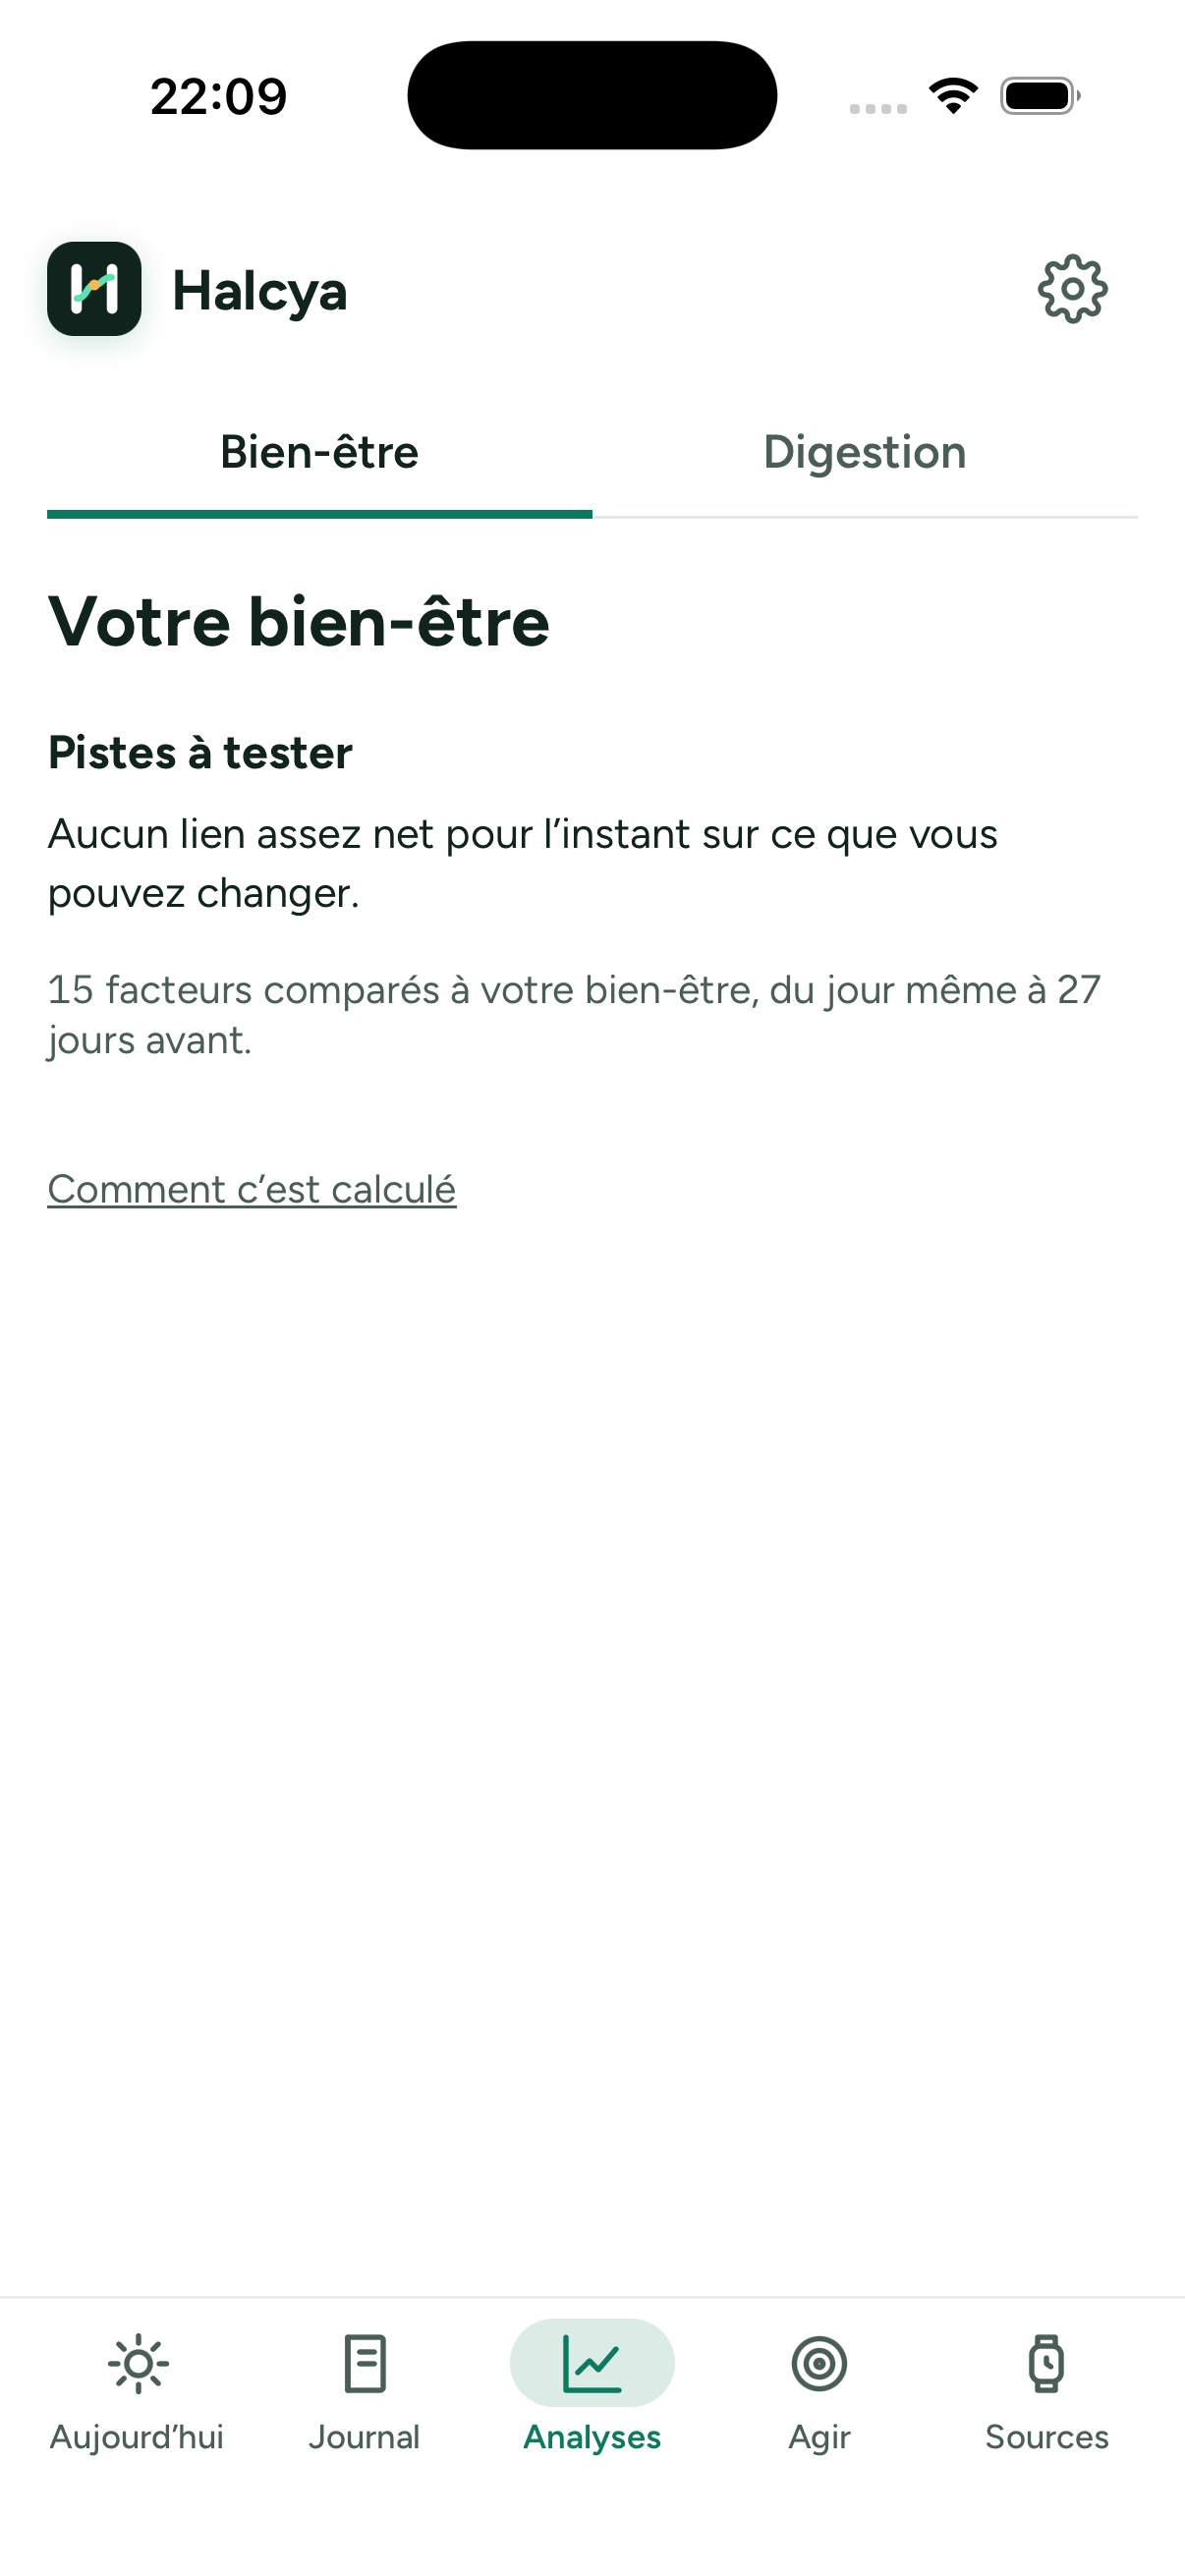 22:09
Halcya
Bien-être
Digestion
Votre bien-être
Pistes à tester
Aucun lien assez net pour l’instant sur ce que vous
pouvez changer.
15 facteurs comparés à votre bien-être, du jour même à 27
jours avant.
Comment c’est calculé
Aujourd’hui
Journal
Analyses
Agir
Sources